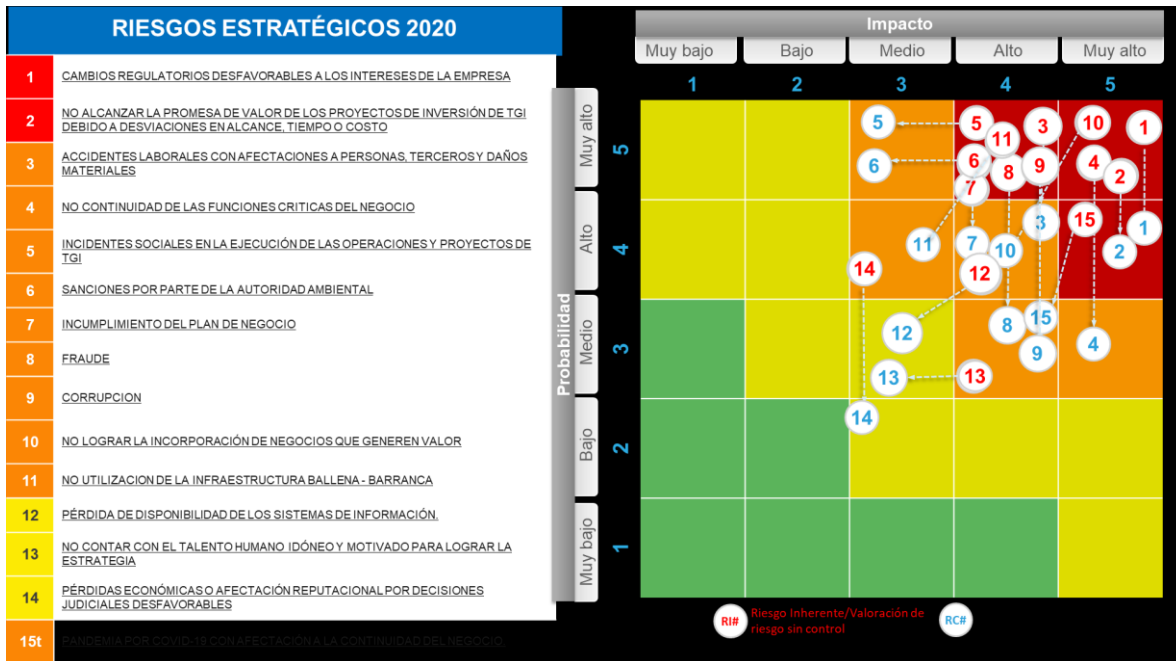 RIESGOS ESTRATÉGICOS 2020
1
CAMBIOS REGULATORIOS DESFAVORABLES A LOS INTERESES DE LA EMPRESA
2
NO ALCANZAR LA PROMESA DE VALOR DE LOS PROYECTOS DE INVERSIÓN DE TGI
DEBIDO A DESVIACIONES EN ALCANCE, TIEMPO O COSTO
3
ACCIDENTES LABORALES CON AFECTACIONES A PERSONAS, TERCEROS Y DAÑOS
MATERIALES
4
NO CONTINUIDAD DE LAS FUNCIONES CRITICAS DEL NEGOCIO
5
INCIDENTES SOCIALES EN LA EJECUCIÓN DE LAS OPERACIONES Y PROYECTOS DE
TGI
6
SANCIONES POR PARTE DE LA AUTORIDAD AMBIENTAL
7
INCUMPLIMIENTO DEL PLAN DE NEGOCIO
8
FRAUDE
9
CORRUPCION
10
NO LOGRAR LA INCORPORACIÓN DE NEGOCIOS QUE GENEREN VALOR
11
NO UTILIZACION DE LA INFRAESTRUCTURA BALLENA - BARRANCA
12
PÉRDIDA DE DISPONIBILIDAD DE LOS SISTEMAS DE INFORMACIÓN.
13
NO CONTAR CON EL TALENTO HUMANO IDÓNEO Y MOTIVADO PARA LOGRAR LA
ESTRATEGIA
14
PÉRDIDAS ECONÓMICAS O AFECTACIÓN REPUTACIONAL POR DECISIONES
JUDICIALES DESFAVORABLES
15t
PANDEMIA POR COVID-19 CON AFECTACIÓN A LA CONTINUIDAD DEL NEGOCIO.
Impacto
Muy bajo Bajo Medio Alto Muy alto
1 2 3 4 5
Probabilidad
Muy alto
5
Alto
4
Medio
3
Bajo
2
Muy bajo
1
5 5 11 3 10 1
6 6 8 9 4 2
7
11 7 10 3 15 1
2
14 12
12 8 15 9 4
13 13
14
RI#
Riesgo Inherente/Valoración de
riesgo sin control
RC#